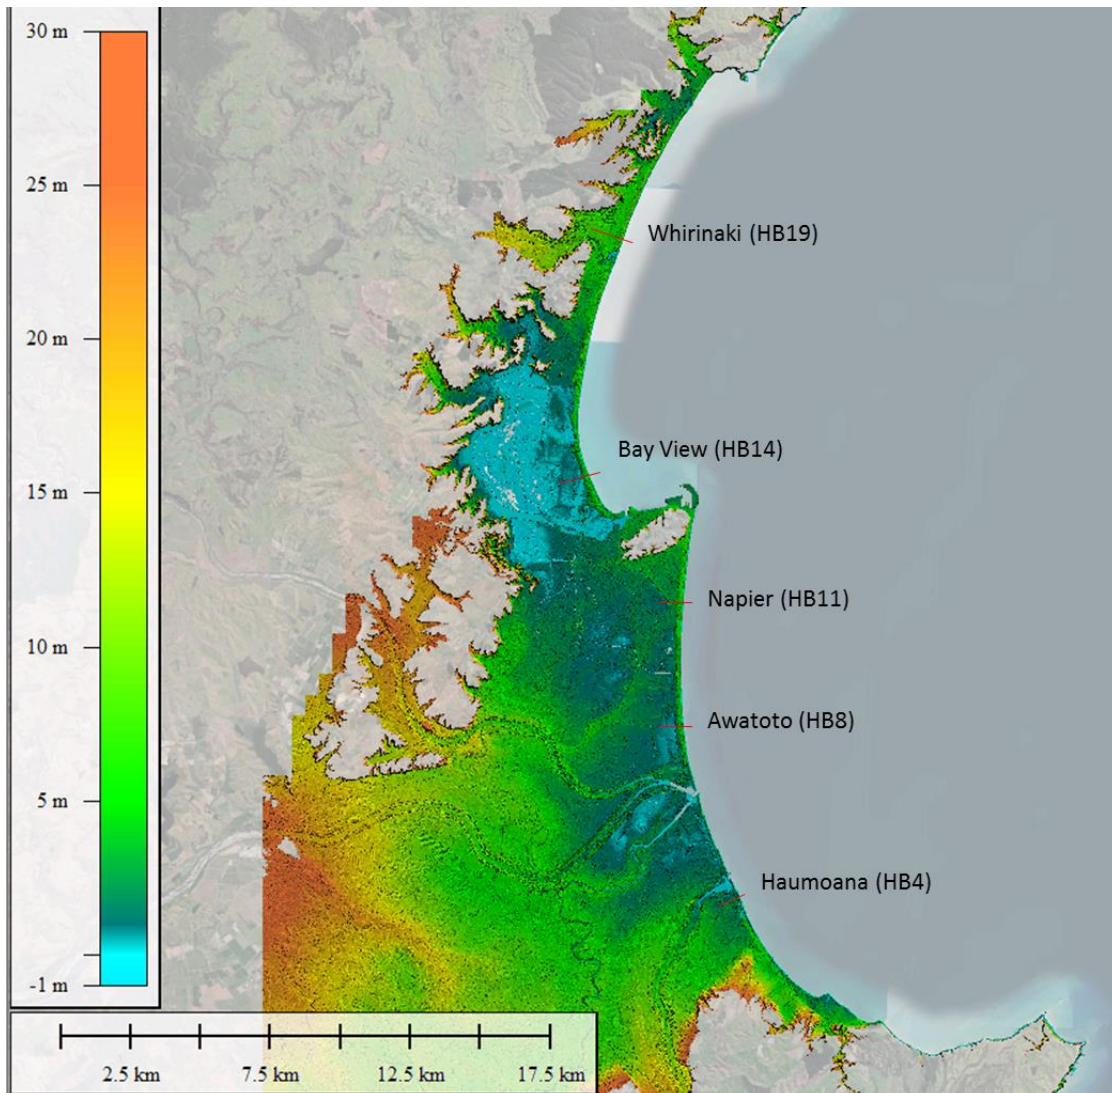 30 m
25 m
20 m
15 m
10 m
5 m
-1 m
Whirinaki (HB19)
Bay View (HB14)
Napier (HB11)
Awatoto (HB8)
Haumoana (HB4)
2.5 km 7.5 km 12.5 km 17.5 km